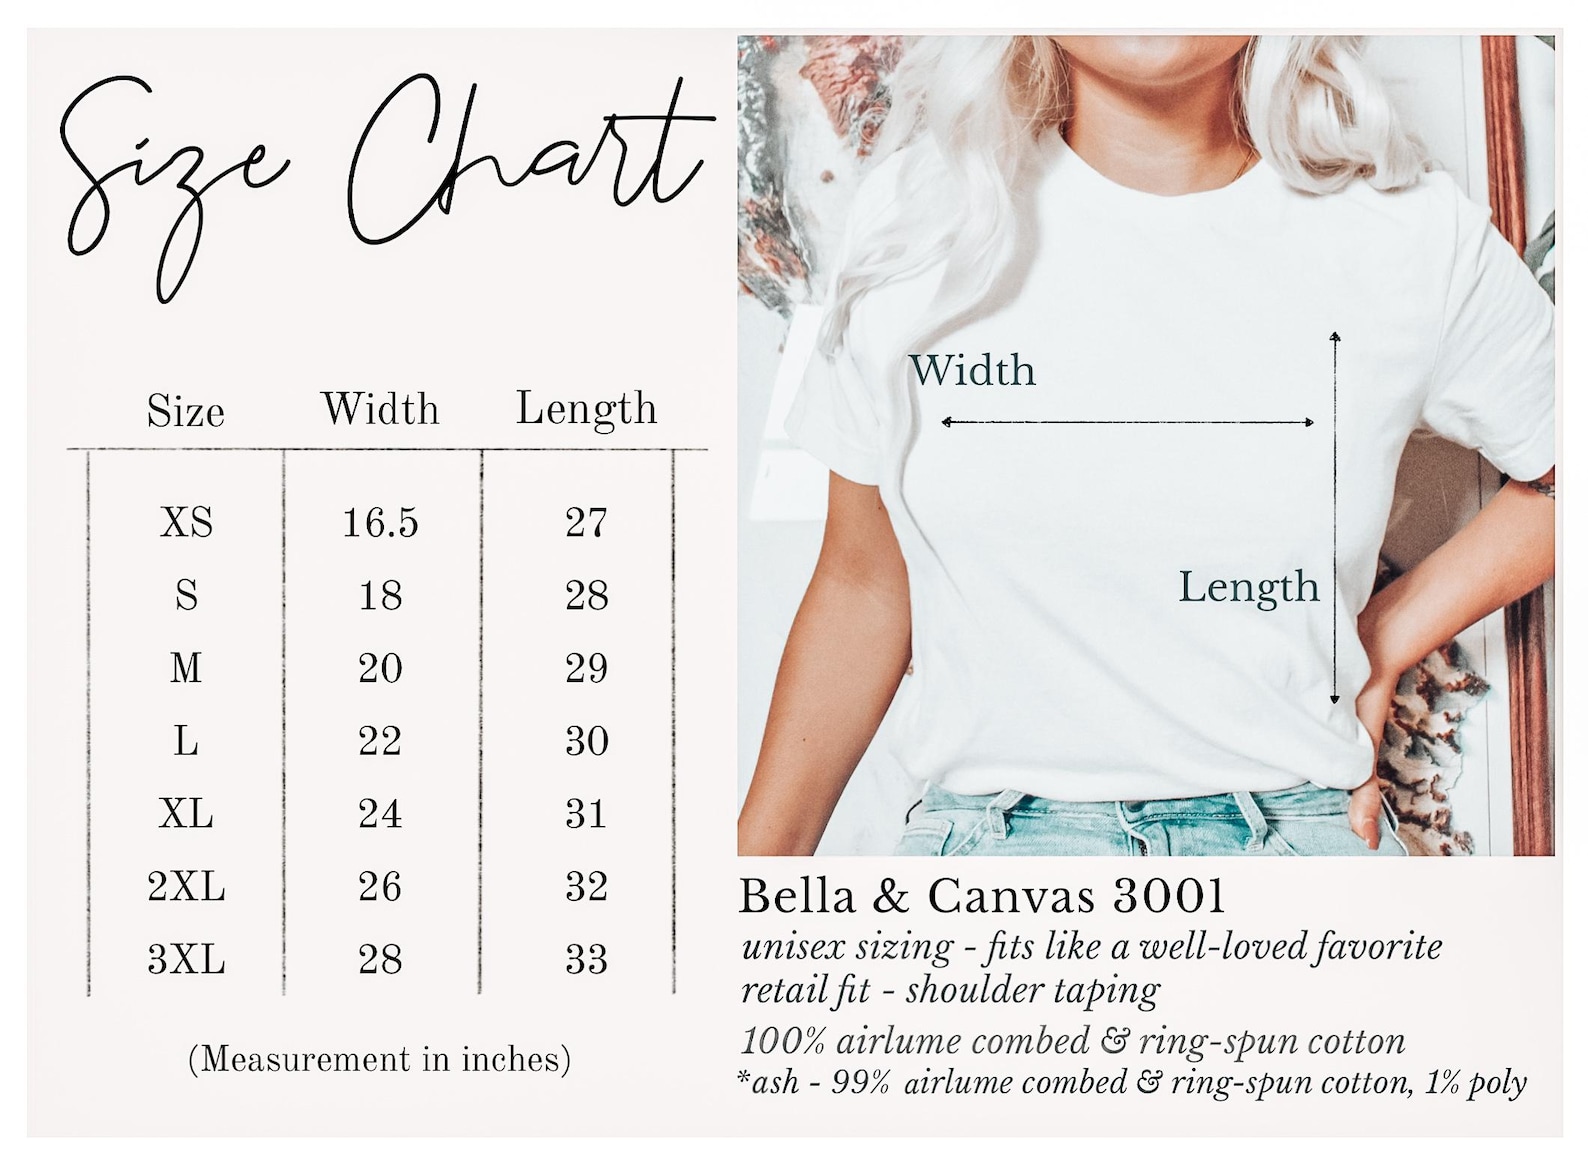 Size Chart
Size Width Length
XS 16.5 27
S 18 28
M 20 29
L 22 30
XL 24 31
2XL 26 32
3XL 28 33
(Measurement in inches)
Width
Length
Bella & Canvas 3001
unisex sizing - fits like a well-loved favorite
retail fit - shoulder taping
100% airlume combed & ring-spun cotton
*ash - 99% airlume combed & ring-spun cotton, 1% poly